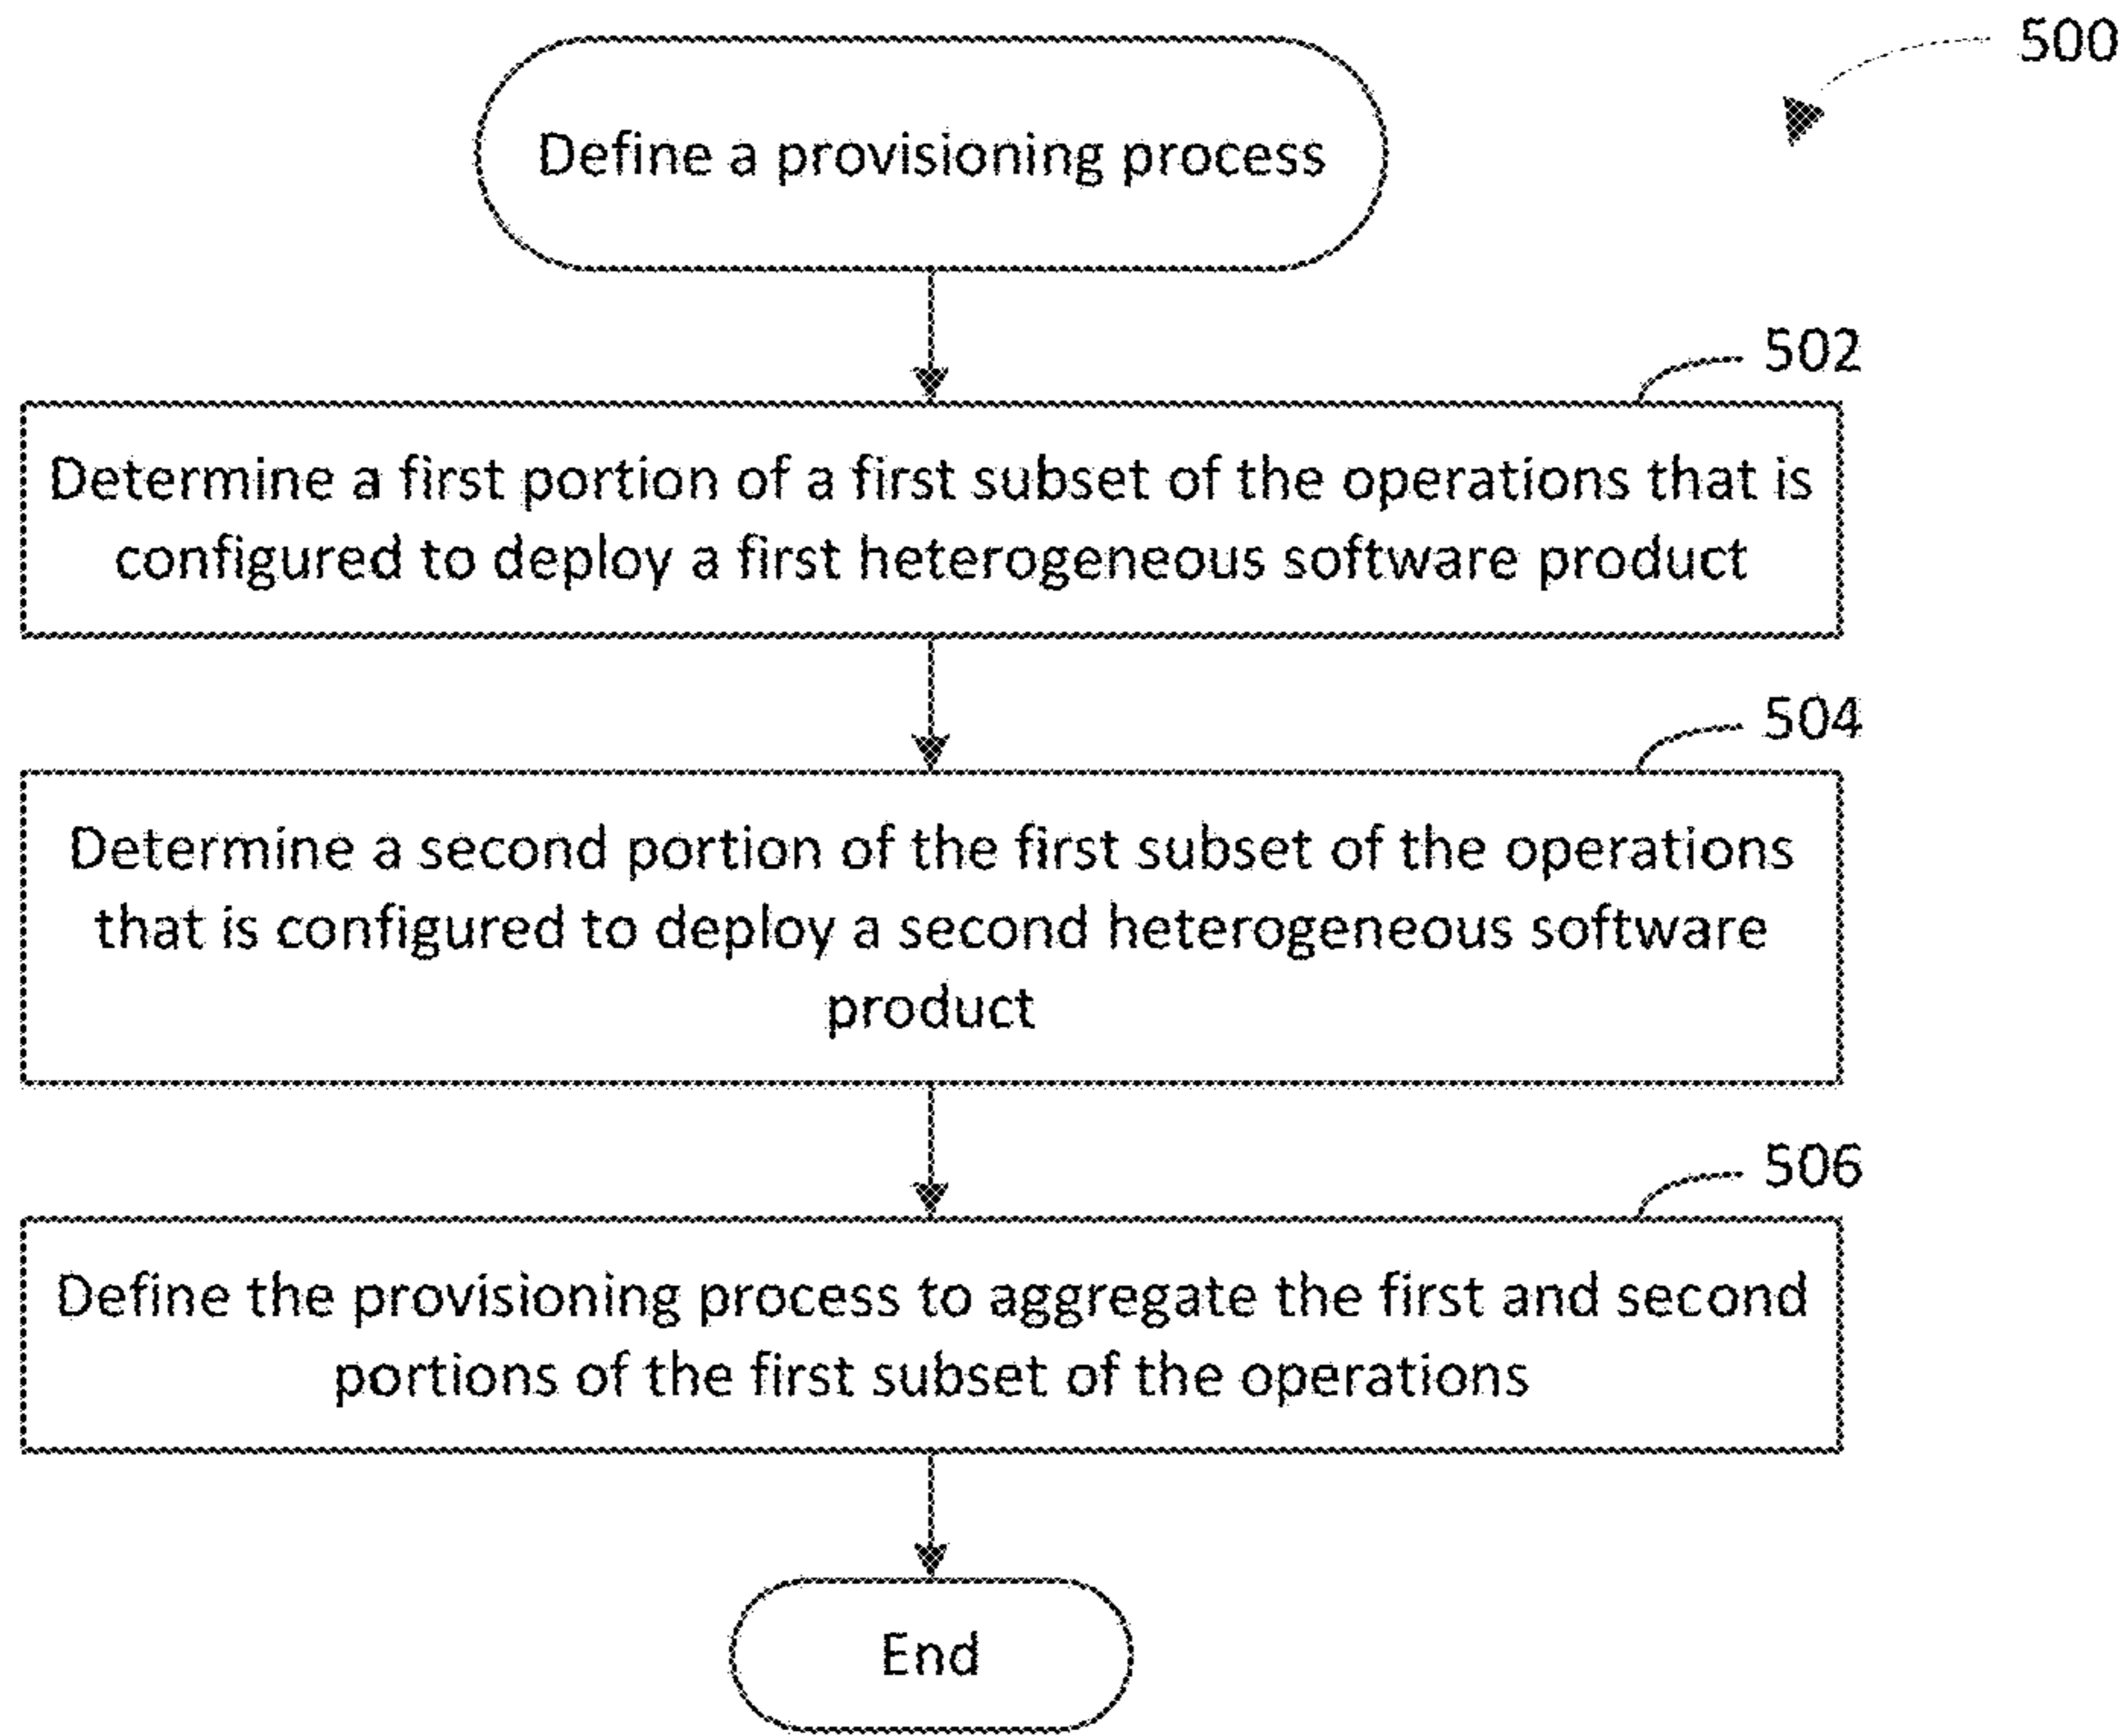 500
Define a provisioning process
502
Determine a first portion of a first subset of the operations that is
configured to deploy a first heterogeneous software product
504
Determine a second portion of the first subset of the operations
that is configured to deploy a second heterogeneous software
product
506
Define the provisioning process to aggregate the first and second
portions of the first subset of the operations
End